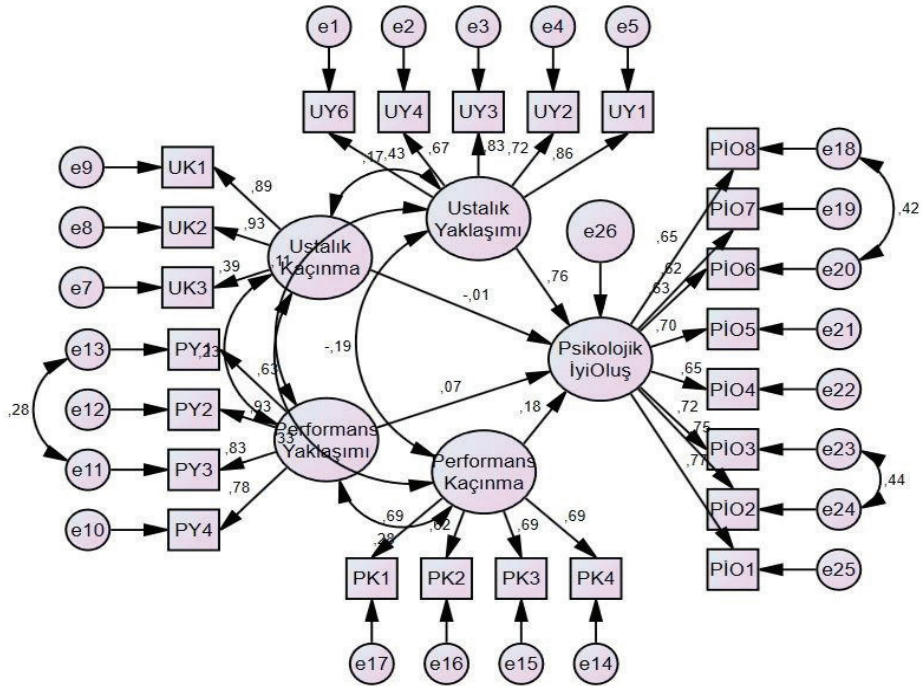 e1 e2 e3 e4 e5
UY6 UY4 UY3 UY2 UY1
,17 ,43 ,67 ,83 ,72 ,86
e9 UK1 ,89
e8 UK2 ,93
e7 UK3 ,39
Ustalık
Kaçınma
,11
Ustalık
Yaklaşımı
e26
,76
-,01
-,19
,07
,18
Psikolojik
İyiOluş
e13 PY1 ,63
e12 PY2 ,93
e11 PY3 ,83
e10 PY4 ,78
,28
,23
,33
Performans
Yaklaşımı
Performans
Kaçınma
,69 ,62 ,69 ,69
,28
PK1 PK2 PK3 PK4
e17 e16 e15 e14
,65 PİO8 e18
,62 PİO7 e19
,63 PİO6 e20
,42
,70 PİO5 e21
,65 PİO4 e22
,72 PİO3 e23
,75 PİO2 e24
,44
,77 PİO1 e25